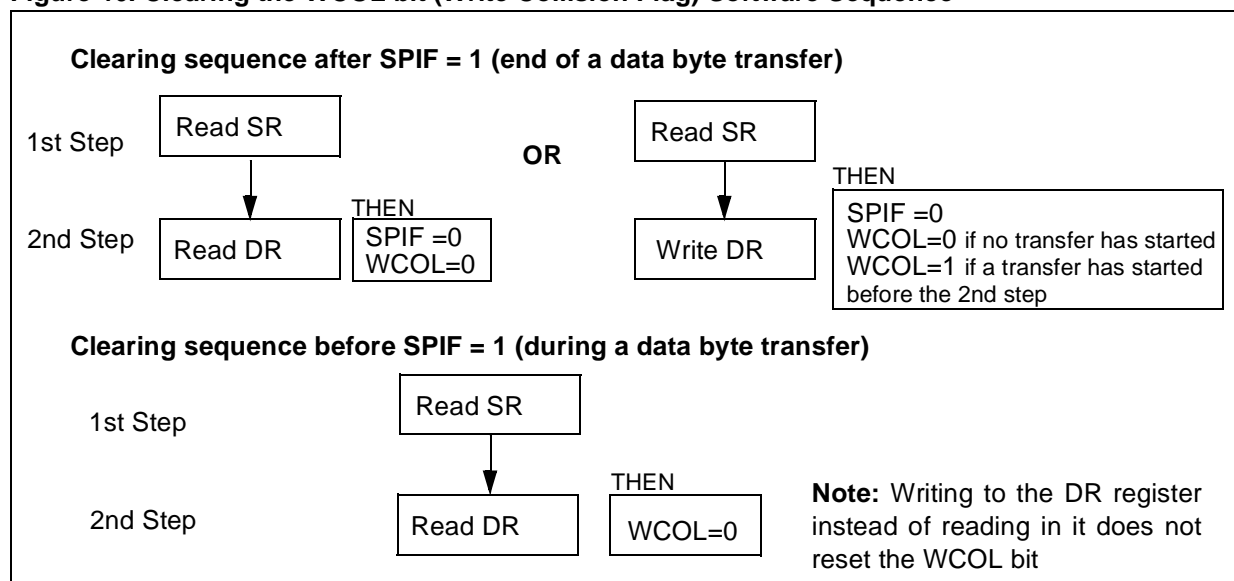 Clearing sequence after SPIF = 1 (end of a data byte transfer)
1st Step
Read SR
OR
Read SR
2nd Step
Read DR
THEN
SPIF =0
WCOL=0
Write DR
THEN
SPIF =0
WCOL=0 if no transfer has started
WCOL=1 if a transfer has started
before the 2nd step
Clearing sequence before SPIF = 1 (during a data byte transfer)
1st Step
Read SR
2nd Step
Read DR
THEN
WCOL=0
Note: Writing to the DR register
instead of reading in it does not
reset the WCOL bit